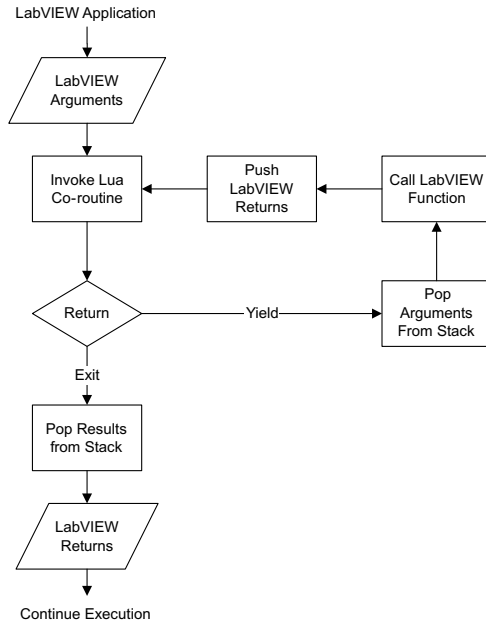 LabVIEW Application
LabVIEW
Arguments
Invoke Lua
Co-routine
Push
LabVIEW
Returns
Call LabVIEW
Function
Return
Yield
Pop
Arguments
From Stack
Exit
Pop Results
from Stack
LabVIEW
Returns
Continue Execution